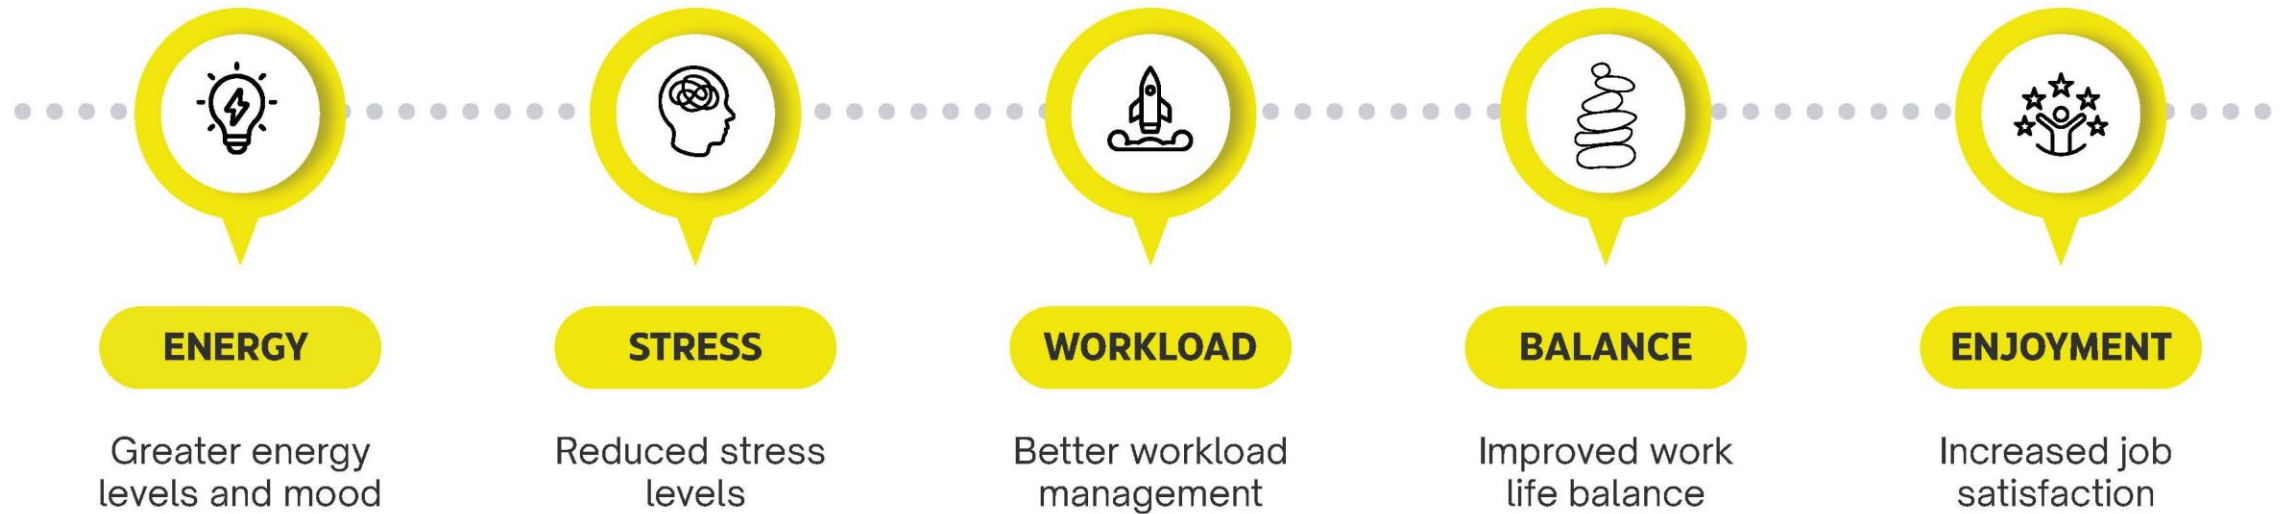 ENERGY
Greater energy
levels and mood
STRESS
Reduced stress
levels
WORKLOAD
Better workload
management
BALANCE
Improved work
life balance
ENJOYMENT
Increased job
satisfaction